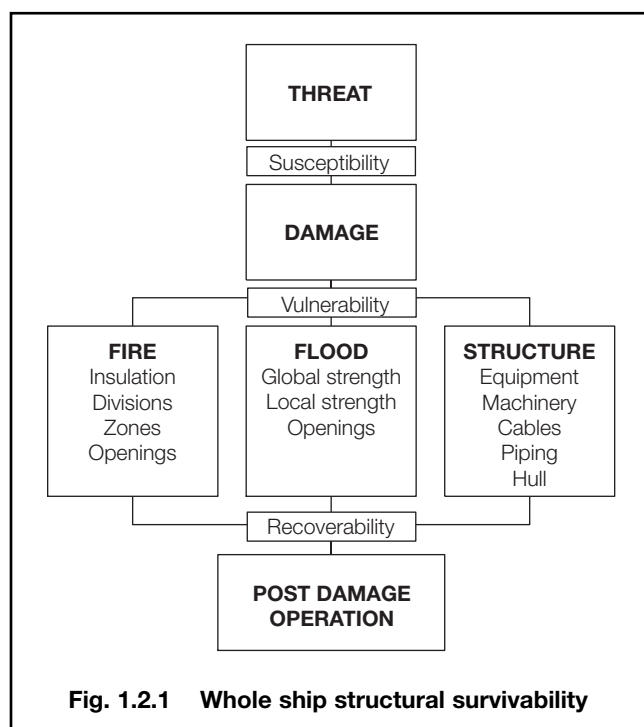 THREAT
Susceptibility
DAMAGE
Vulnerability
FIRE
Insulation
Divisions
Zones
Openings
FLOOD
Global strength
Local strength
Openings
STRUCTURE
Equipment
Machinery
Cables
Piping
Hull
Recoverability
POST DAMAGE
OPERATION
Fig. 1.2.1 Whole ship structural survivability